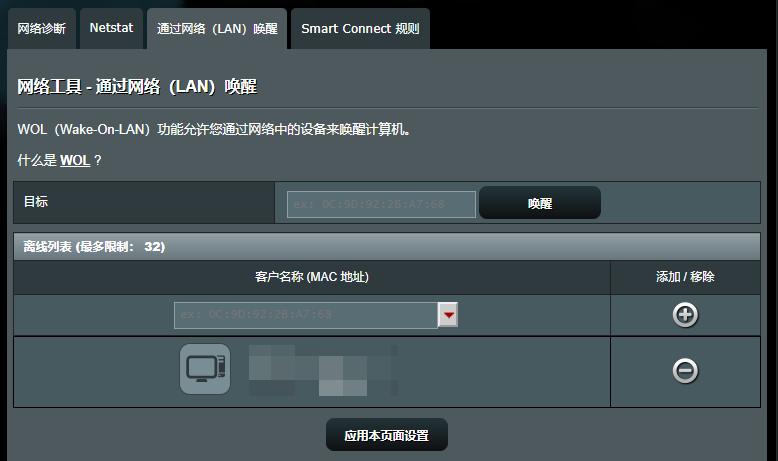 网络诊断 Netstat 通过网络（LAN）唤醒 Smart Connect 规则
网络工具 - 通过网络（LAN）唤醒
WOL（Wake-On-LAN）功能允许您通过网络中的设备来唤醒计算机。
什么是 WOL ?
目标 ex: 0C:9D:92:2B:A7:68 唤醒
离线列表 (最多限制： 32)
客户名称 (MAC 地址) 添加 / 移除
ex: 0C:9D:92:2B:A7:68
应用本页面设置